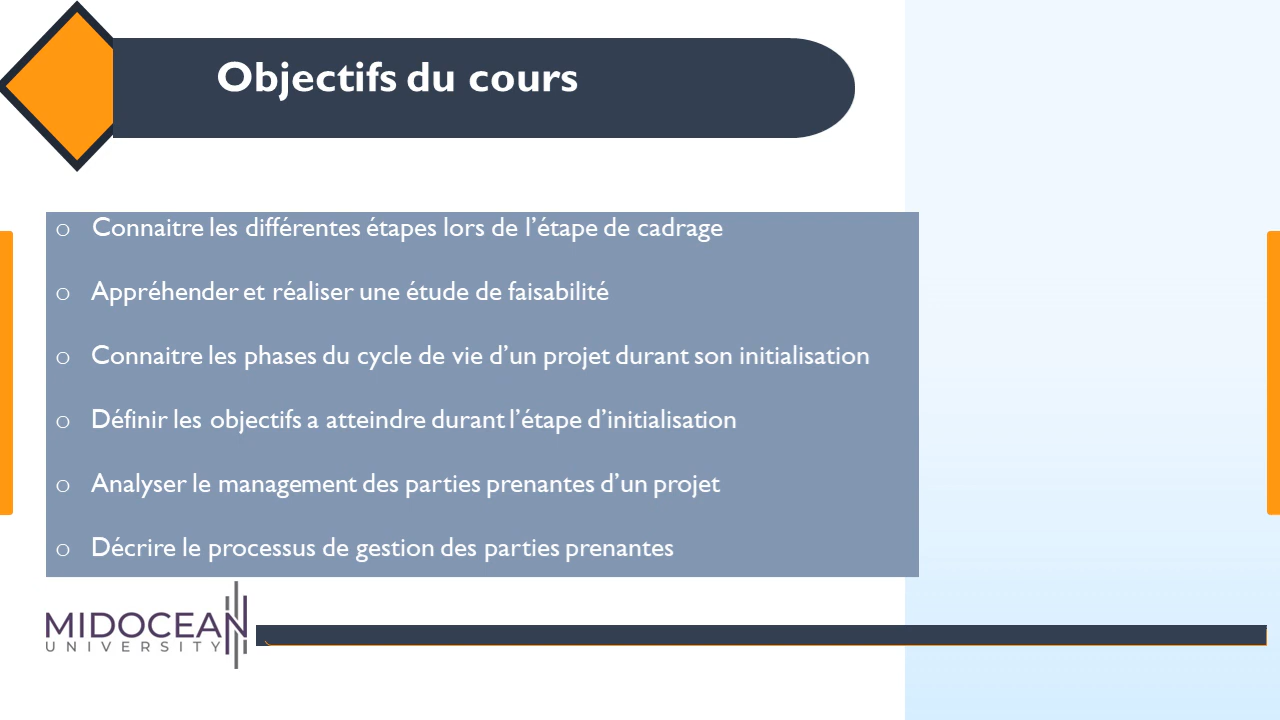 Objectifs du cours
o Connaitre les différentes étapes lors de l’étape de cadrage
o Appréhender et réaliser une étude de faisabilité
o Connaitre les phases du cycle de vie d’un projet durant son initialisation
o Définir les objectifs a atteindre durant l’étape d’initialisation
o Analyser le management des parties prenantes d’un projet
o Décrire le processus de gestion des parties prenantes
MIDOCEAN
UNIVERSITY